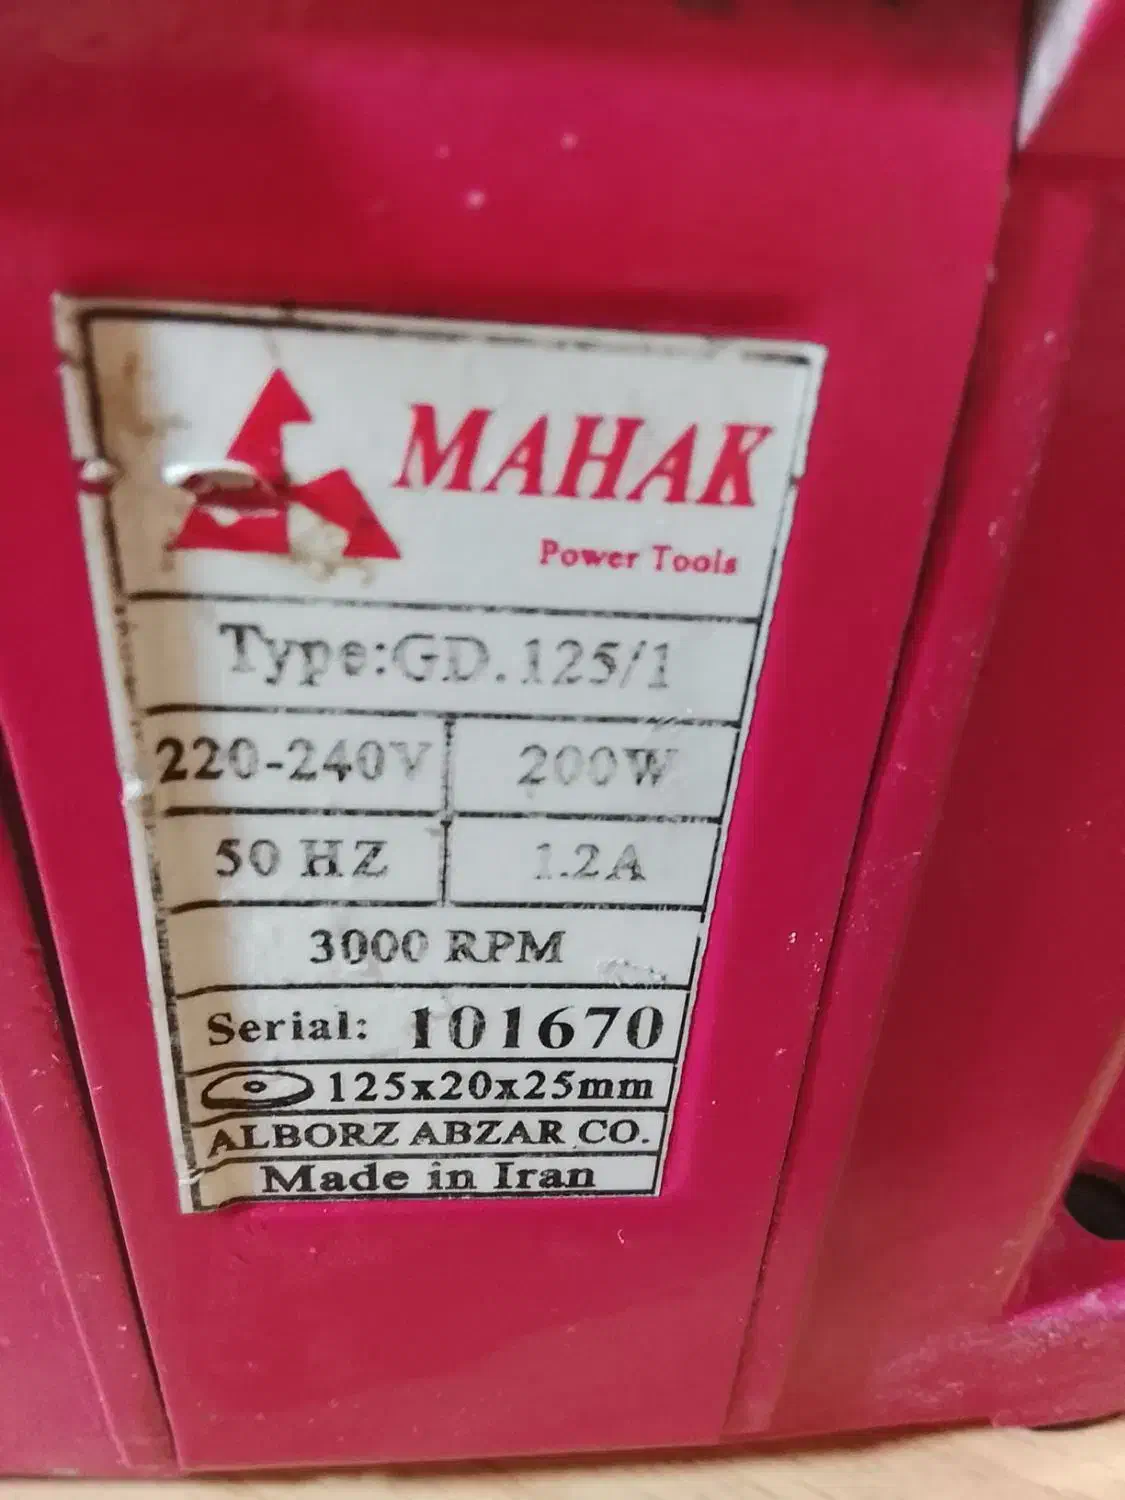 MAHAK
Power Tools
Type:GD.125/1
220-240V 200W
50 HZ 1.2A
3000 RPM
Serial: 101670
125x20x25mm
ALBORZ ABZAR CO.
Made in Iran